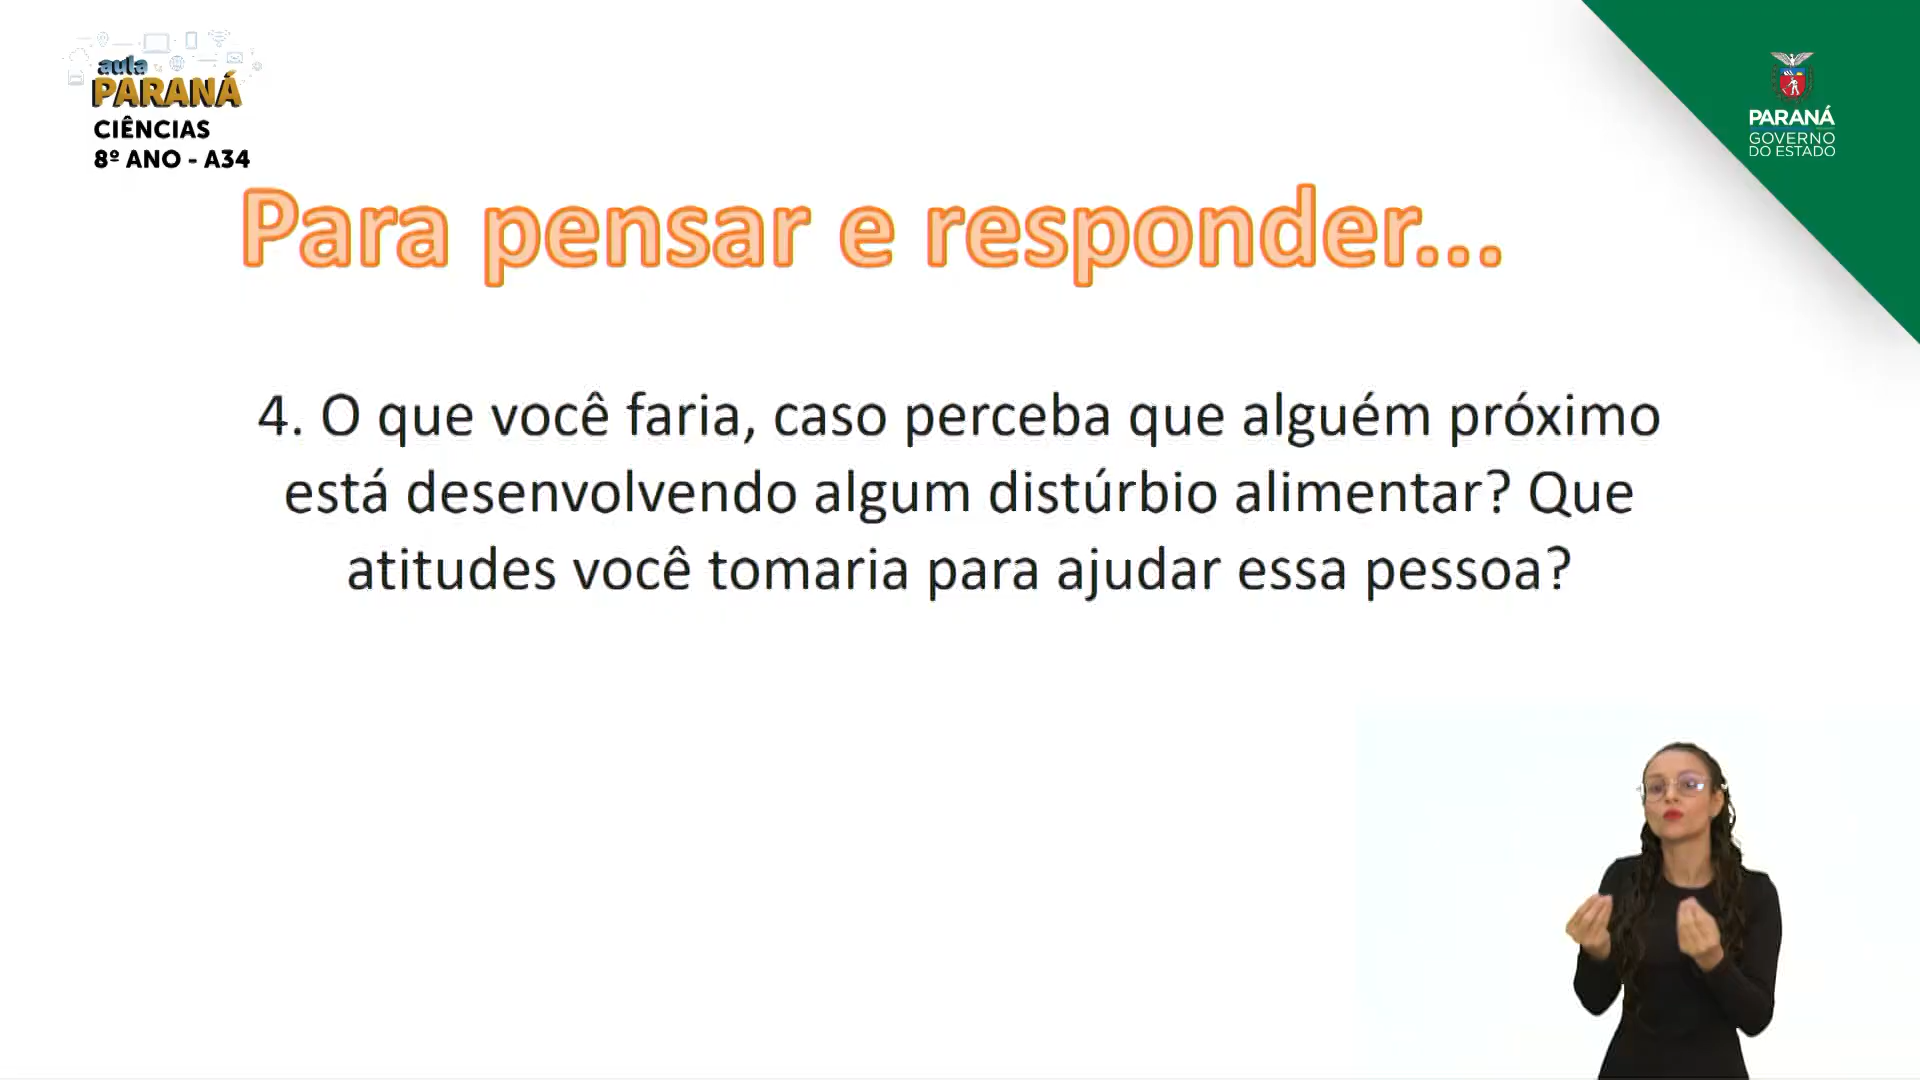 aula
PARANÁ
CIÊNCIAS
8º ANO - A34
PARANÁ
GOVERNO
DO ESTADO
Para pensar e responder...
4. O que você faria, caso perceba que alguém próximo
está desenvolvendo algum distúrbio alimentar? Que
atitudes você tomaria para ajudar essa pessoa?